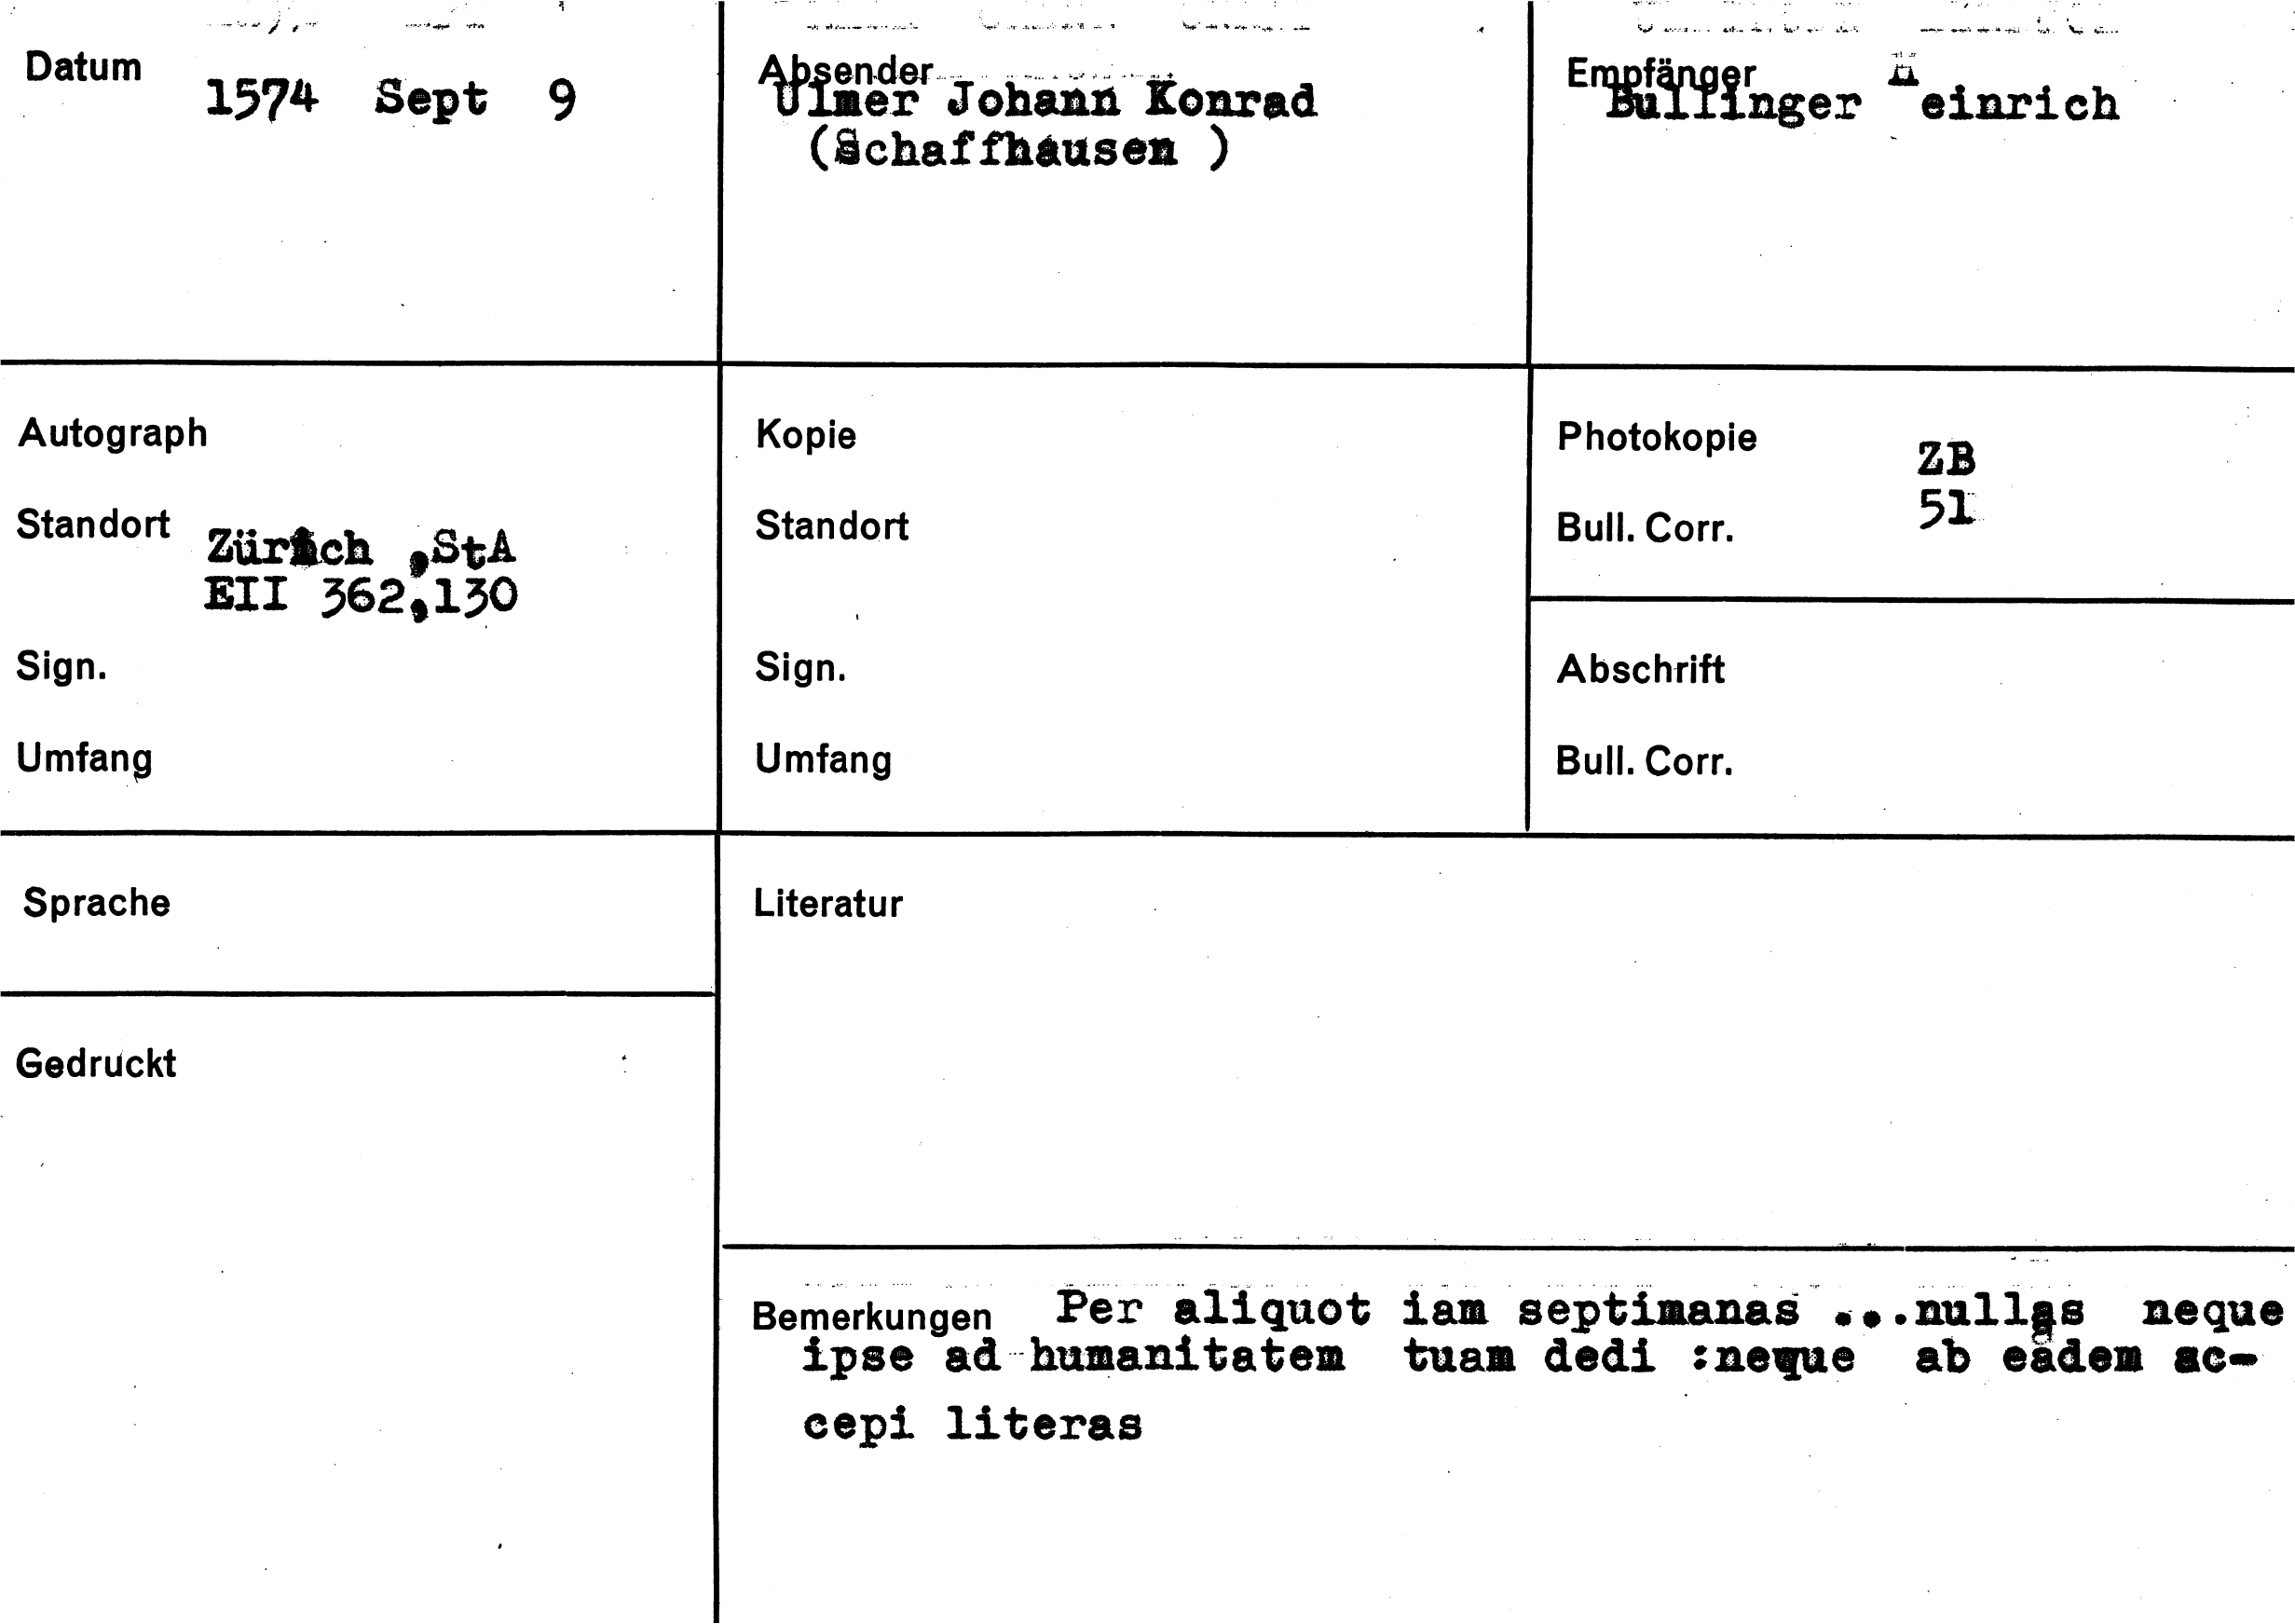 Datum 1574 Sept 9
Absender
Ulmer Johann Konrad
(Schaffhausen )
Empfänger
Bullinger Heinrich
Autograph
Standort Zürich ,StA
EII 362,130
Sign.
Umfang
Kopie
Standort
Sign.
Umfang
Photokopie ZB
Bull. Corr. 51
Abschrift
Bull. Corr.
Sprache
Literatur
Gedruckt
Bemerkungen Per aliquot iam septimanas ...nullas neque
ipse ad humanitatem tuam dedi :neque ab eadem ac-
cepi literas